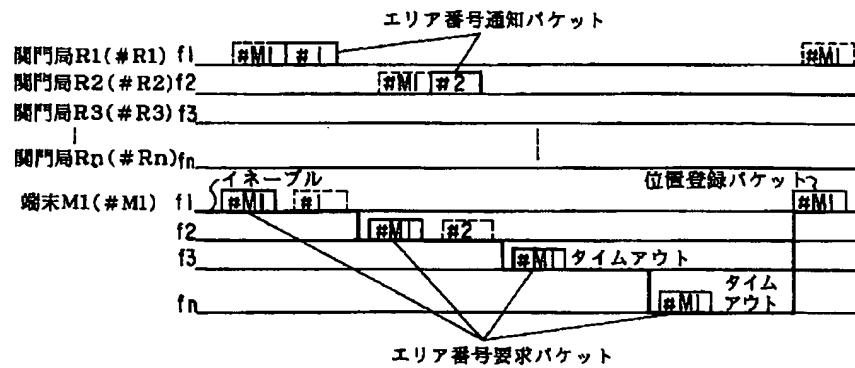 エリア番号通知パケット
関門局R1(#R1) f1 #M1 #1 #M1
関門局R2(#R2)f2 #M1 #2
関門局R3(#R3)f3
関門局Rn(#Rn)fn
イネーブル 位置登録パケット
端末M1(#M1) f1 #M1 #1 #M1
f2 #M1 #2
f3 #M1 タイムアウト
タイム
fn #M1 アウト
エリア番号要求パケット